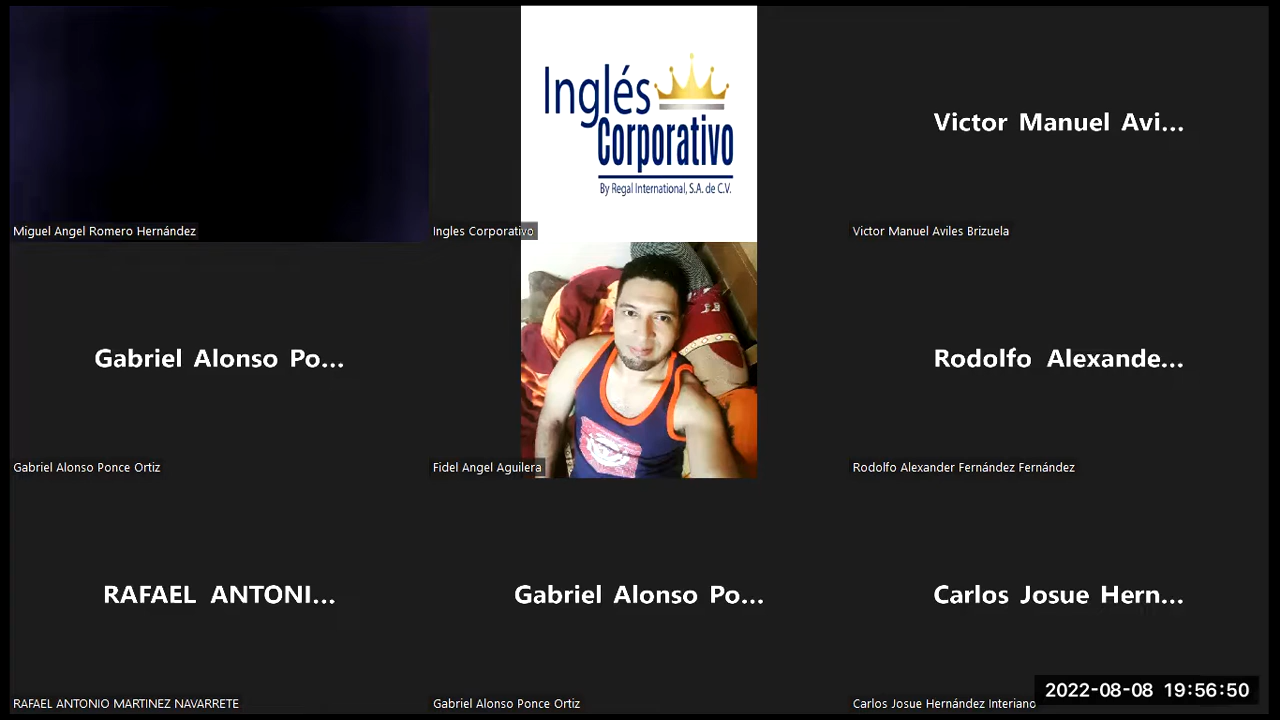 Inglés
Corporativo
By Regal International, S.A. de C.V.
Victor Manuel Avi...
Miguel Angel Romero Hernández
Ingles Corporativo
Victor Manuel Aviles Brizuela
Gabriel Alonso Po...
Rodolfo Alexande...
Gabriel Alonso Ponce Ortiz
Fidel Angel Aguilera
Rodolfo Alexander Fernández Fernández
RAFAEL ANTONI...
Gabriel Alonso Po...
Carlos Josue Hern...
RAFAEL ANTONIO MARTINEZ NAVARRETE
Gabriel Alonso Ponce Ortiz
Carlos Josue Hernández Interiano
2022-08-08 19:56:50